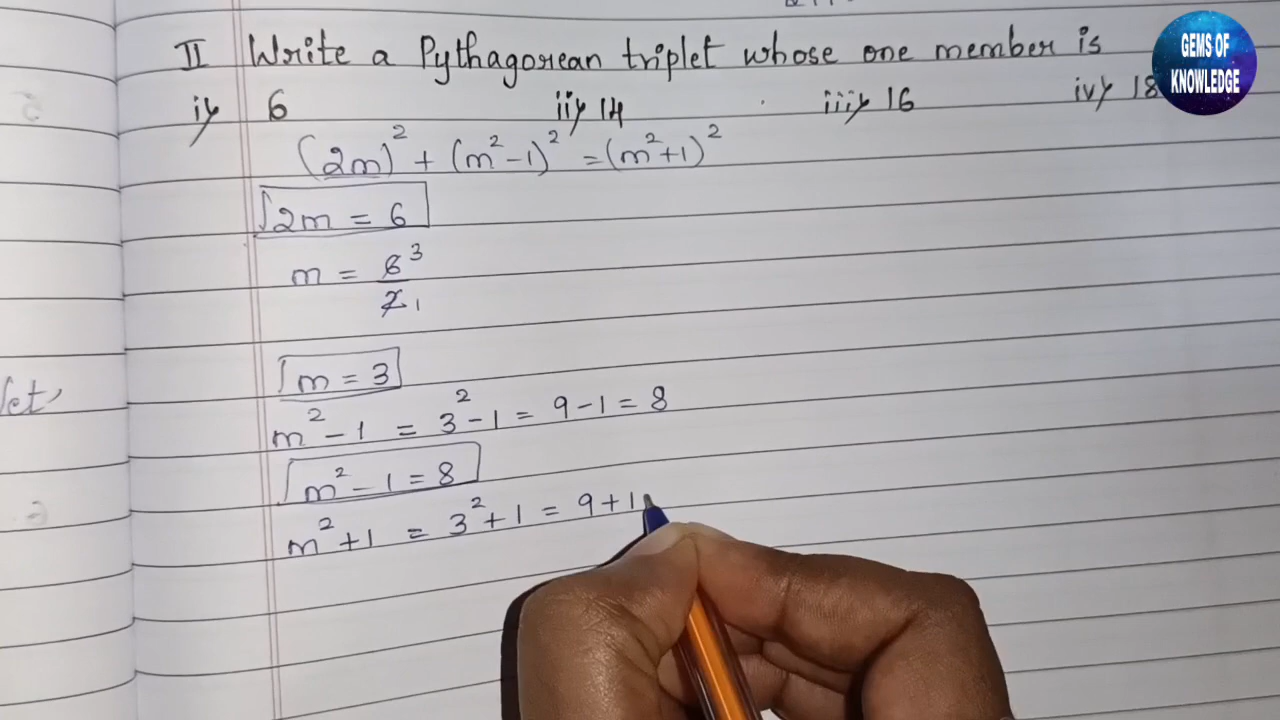 II Write a Pythagorean triplet whose one member is
GEMS OF
KNOWLEDGE
i) 6 ii) 14 iii) 16 iv) 18
(2m)² + (m² - 1)² = (m² + 1)²
2m = 6
m = 6/2 3 1
m = 3
m² - 1 = 3² - 1 = 9 - 1 = 8
m² - 1 = 8
m² + 1 = 3² + 1 = 9 + 1